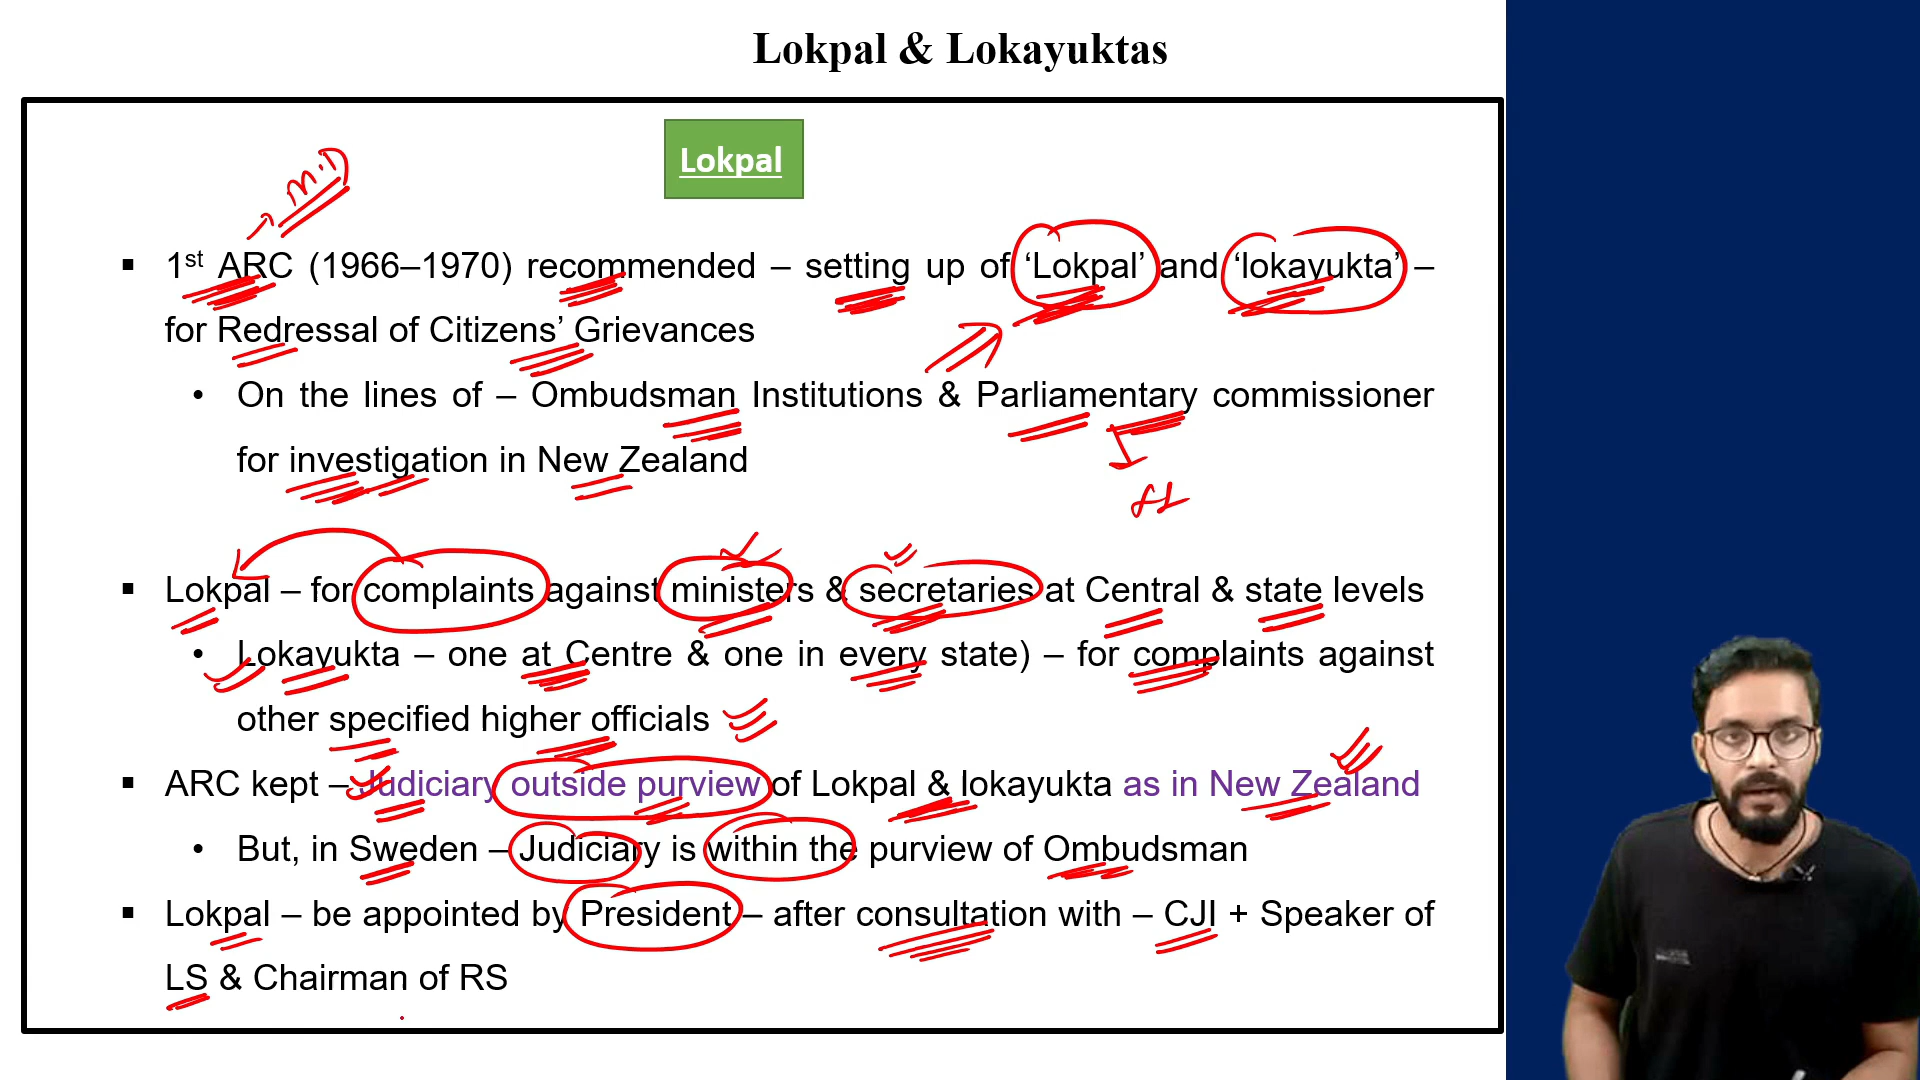 Lokpal & Lokayuktas
Lokpal
▪ 1st ARC (1966–1970) recommended – setting up of ‘Lokpal’ and ‘lokayukta’ –
for Redressal of Citizens’ Grievances
• On the lines of – Ombudsman Institutions & Parliamentary commissioner
for investigation in New Zealand
▪ Lokpal – for complaints against ministers & secretaries at Central & state levels
• Lokayukta – one at Centre & one in every state) – for complaints against
other specified higher officials
▪ ARC kept – Judiciary outside purview of Lokpal & lokayukta as in New Zealand
• But, in Sweden – Judiciary is within the purview of Ombudsman
▪ Lokpal – be appointed by President – after consultation with – CJI + Speaker of
LS & Chairman of RS